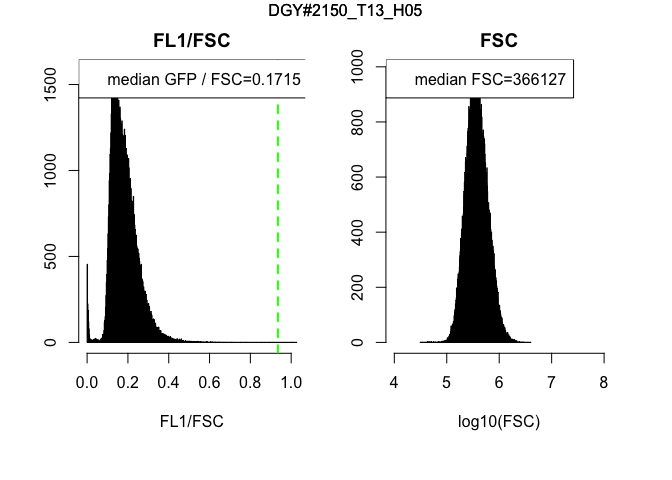 DGY#2150_T13_H05
FL1/FSC
median GFP / FSC=0.1715
0
500
1000
1500
0.0 0.2 0.4 0.6 0.8 1.0
FL1/FSC
FSC
median FSC=366127
0
200
400
600
800
1000
4 5 6 7 8
log10(FSC)